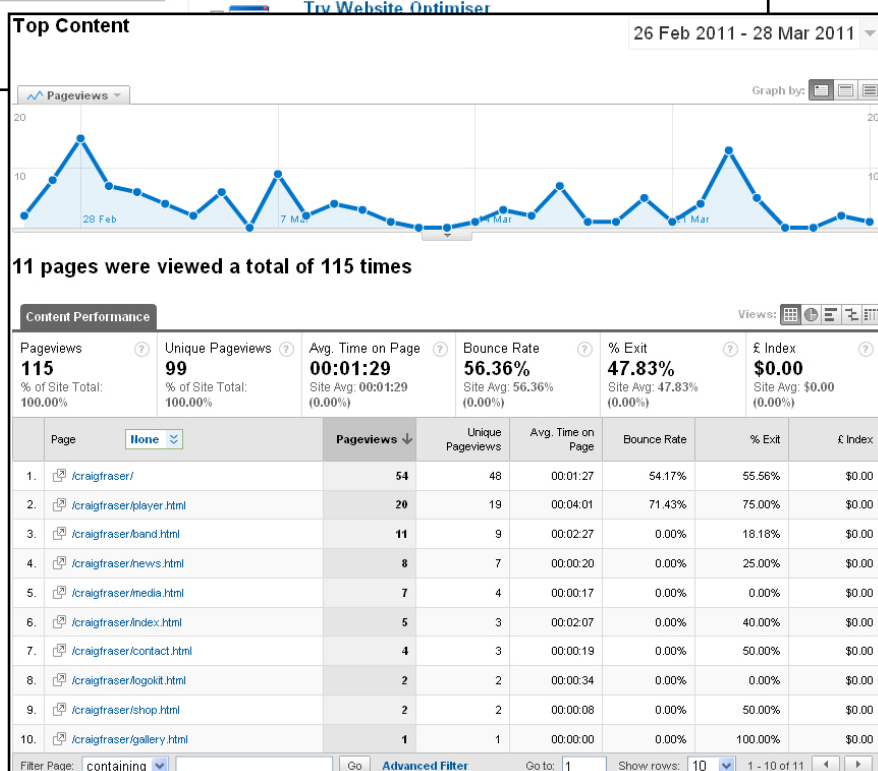 Try Website Optimiser
Top Content
26 Feb 2011 - 28 Mar 2011
Pageviews
Graph by:
20 20
10 10
28 Feb 7 Mar Mar Mar
11 pages were viewed a total of 115 times
Content Performance
Views:
Pageviews ? Unique Pageviews ? Avg. Time on Page ? Bounce Rate ? % Exit ? £ Index ?
115 99 00:01:29 56.36% 47.83% $0.00
% of Site Total: % of Site Total: Site Avg: 00:01:29 Site Avg: 56.36% Site Avg: 47.83% Site Avg: $0.00
100.00% 100.00% (0.00%) (0.00%) (0.00%) (0.00%)
Page None Pageviews Unique Pageviews Avg. Time on Page Bounce Rate % Exit £ Index
1. /craigfraser/ 54 48 00:01:27 54.17% 55.56% $0.00
2. /craigfraser/player.html 20 19 00:04:01 71.43% 75.00% $0.00
3. /craigfraser/band.html 11 9 00:02:27 0.00% 18.18% $0.00
4. /craigfraser/news.html 8 7 00:00:20 0.00% 25.00% $0.00
5. /craigfraser/media.html 7 4 00:00:17 0.00% 0.00% $0.00
6. /craigfraser/index.html 5 3 00:02:07 0.00% 40.00% $0.00
7. /craigfraser/contact.html 4 3 00:00:19 0.00% 50.00% $0.00
8. /craigfraser/logokit.html 2 2 00:00:34 0.00% 0.00% $0.00
9. /craigfraser/shop.html 2 2 00:00:08 0.00% 50.00% $0.00
10. /craigfraser/gallery.html 1 1 00:00:00 0.00% 100.00% $0.00
Filter Page: containing Go Advanced Filter Go to: 1 Show rows: 10 1 - 10 of 11